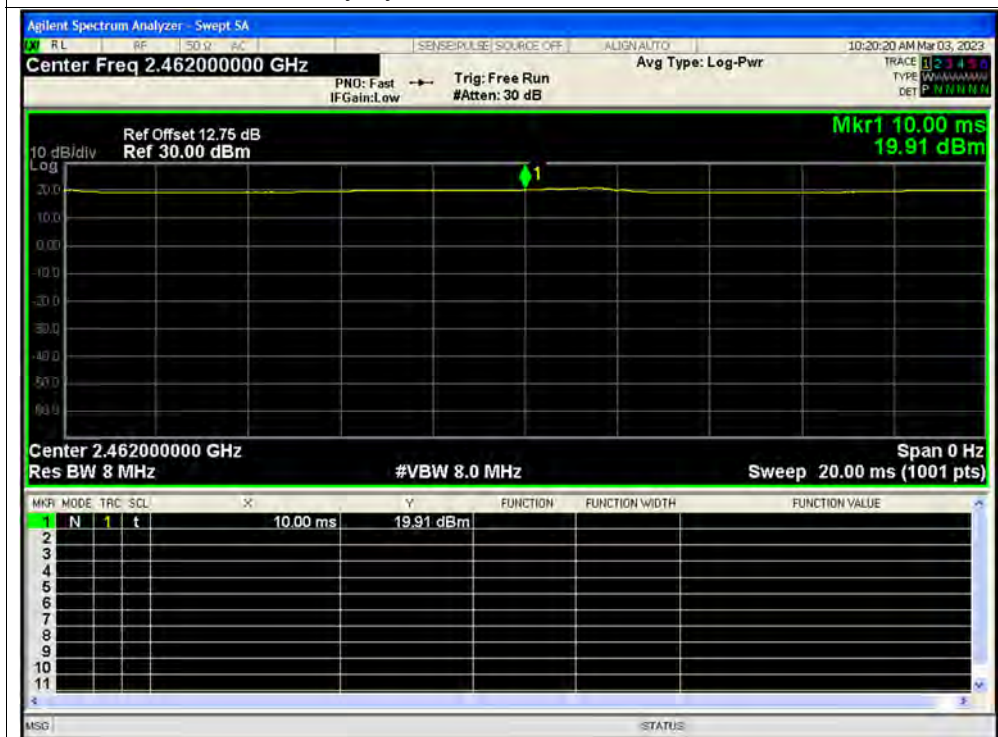 Agilent Spectrum Analyzer - Swept SA
RL RF 50 Ω AC SENSE:PULSE SOURCE OFF ALIGN AUTO 10:20:20 AM Mar 03, 2023
Center Freq 2.462000000 GHz
PNO: Fast
IFGain:Low
Trig: Free Run
#Atten: 30 dB
Avg Type: Log-Pwr
TRACE 1 2 3 4 5 6
TYPE W
DET P N N N N N
Mkr1 10.00 ms
19.91 dBm
Ref Offset 12.75 dB
10 dB/div Ref 30.00 dBm
Log
20.0
1
10.0
0.00
-10.0
-20.0
-30.0
-40.0
-50.0
-60.0
Center 2.462000000 GHz Span 0 Hz
Res BW 8 MHz #VBW 8.0 MHz Sweep 20.00 ms (1001 pts)
MKR MODE TRC SCL X Y FUNCTION FUNCTION WIDTH FUNCTION VALUE
1 N 1 t 10.00 ms 19.91 dBm
2
3
4
5
6
7
8
9
10
11
MSG STATUS